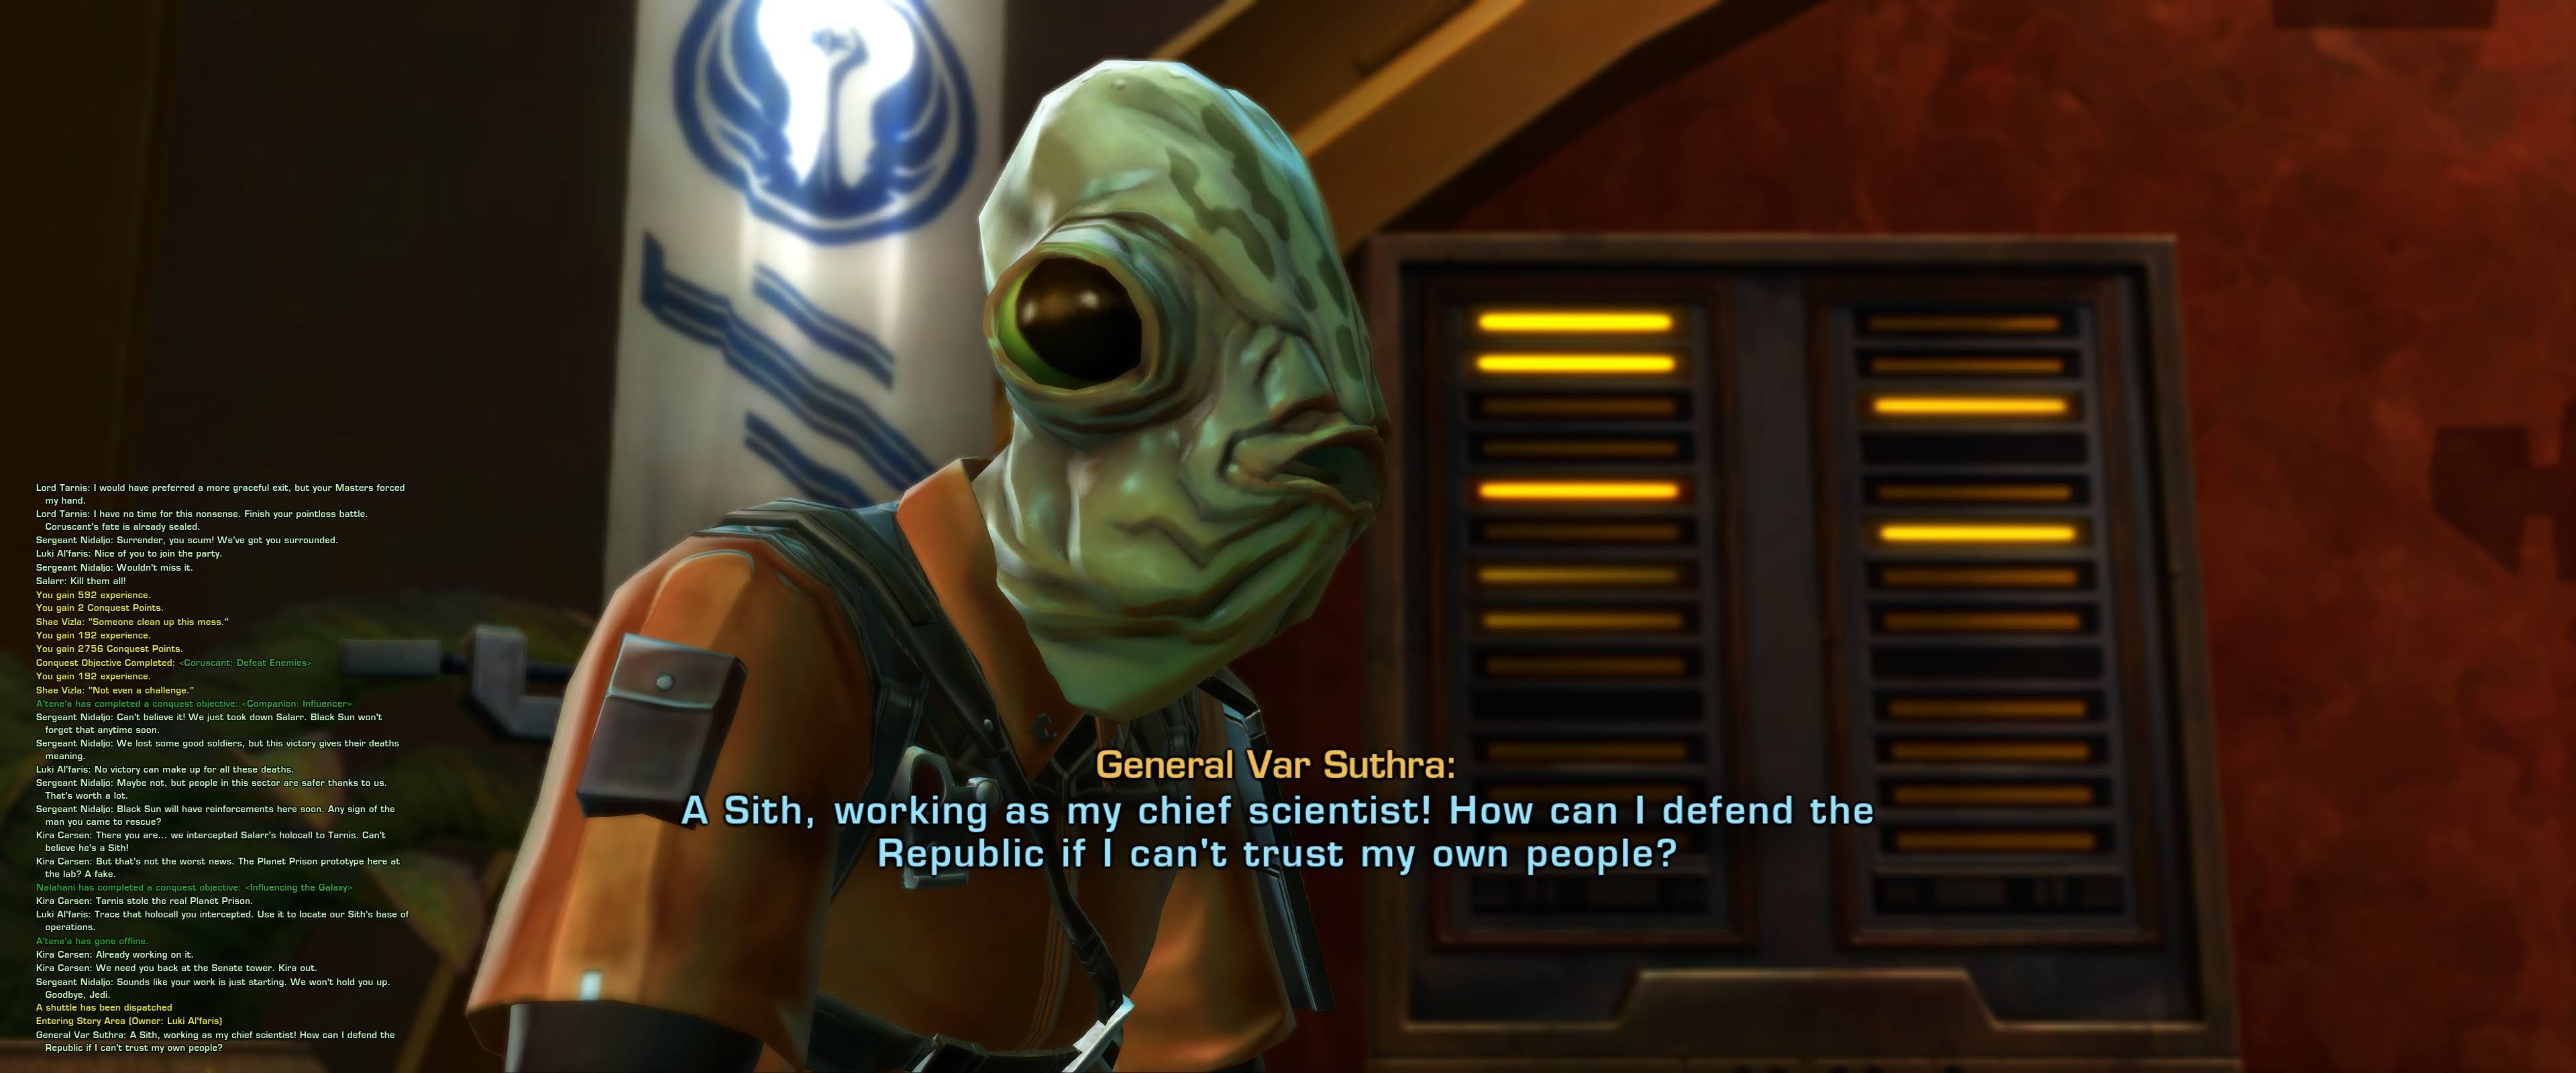 Lord Tarnis: I would have preferred a more graceful exit, but your Masters forced
my hand.
Lord Tarnis: I have no time for this nonsense. Finish your pointless battle.
Coruscant's fate is already sealed.
Sergeant Nidaljo: Surrender, you scum! We've got you surrounded.
Luki Al'faris: Nice of you to join the party.
Sergeant Nidaljo: Wouldn't miss it.
Salarr: Kill them all!
You gain 592 experience.
You gain 2 Conquest Points.
Shae Vizla: "Someone clean up this mess."
You gain 192 experience.
You gain 2756 Conquest Points.
Conquest Objective Completed: <Coruscant: Defeat Enemies>
You gain 192 experience.
Shae Vizla: "Not even a challenge."
A'tene'a has completed a conquest objective: <Companion: Influencer>
Sergeant Nidaljo: Can't believe it! We just took down Salarr. Black Sun won't
forget that anytime soon.
Sergeant Nidaljo: We lost some good soldiers, but this victory gives their deaths
meaning.
Luki Al'faris: No victory can make up for all these deaths.
Sergeant Nidaljo: Maybe not, but people in this sector are safer thanks to us.
That's worth a lot.
Sergeant Nidaljo: Black Sun will have reinforcements here soon. Any sign of the
man you came to rescue?
Kira Carsen: There you are... we intercepted Salarr's holocall to Tarnis. Can't
believe he's a Sith!
Kira Carsen: But that's not the worst news. The Planet Prison prototype here at
the lab? A fake.
Nalahani has completed a conquest objective: <Influencing the Galaxy>
Kira Carsen: Tarnis stole the real Planet Prison.
Luki Al'faris: Trace that holocall you intercepted. Use it to locate our Sith's base of
operations.
A'tene'a has gone offline.
Kira Carsen: Already working on it.
Kira Carsen: We need you back at the Senate tower. Kira out.
Sergeant Nidaljo: Sounds like your work is just starting. We won't hold you up.
Goodbye, Jedi.
A shuttle has been dispatched
Entering Story Area (Owner: Luki Al'faris)
General Var Suthra: A Sith, working as my chief scientist! How can I defend the
Republic if I can't trust my own people?
General Var Suthra:
A Sith, working as my chief scientist! How can I defend the
Republic if I can't trust my own people?